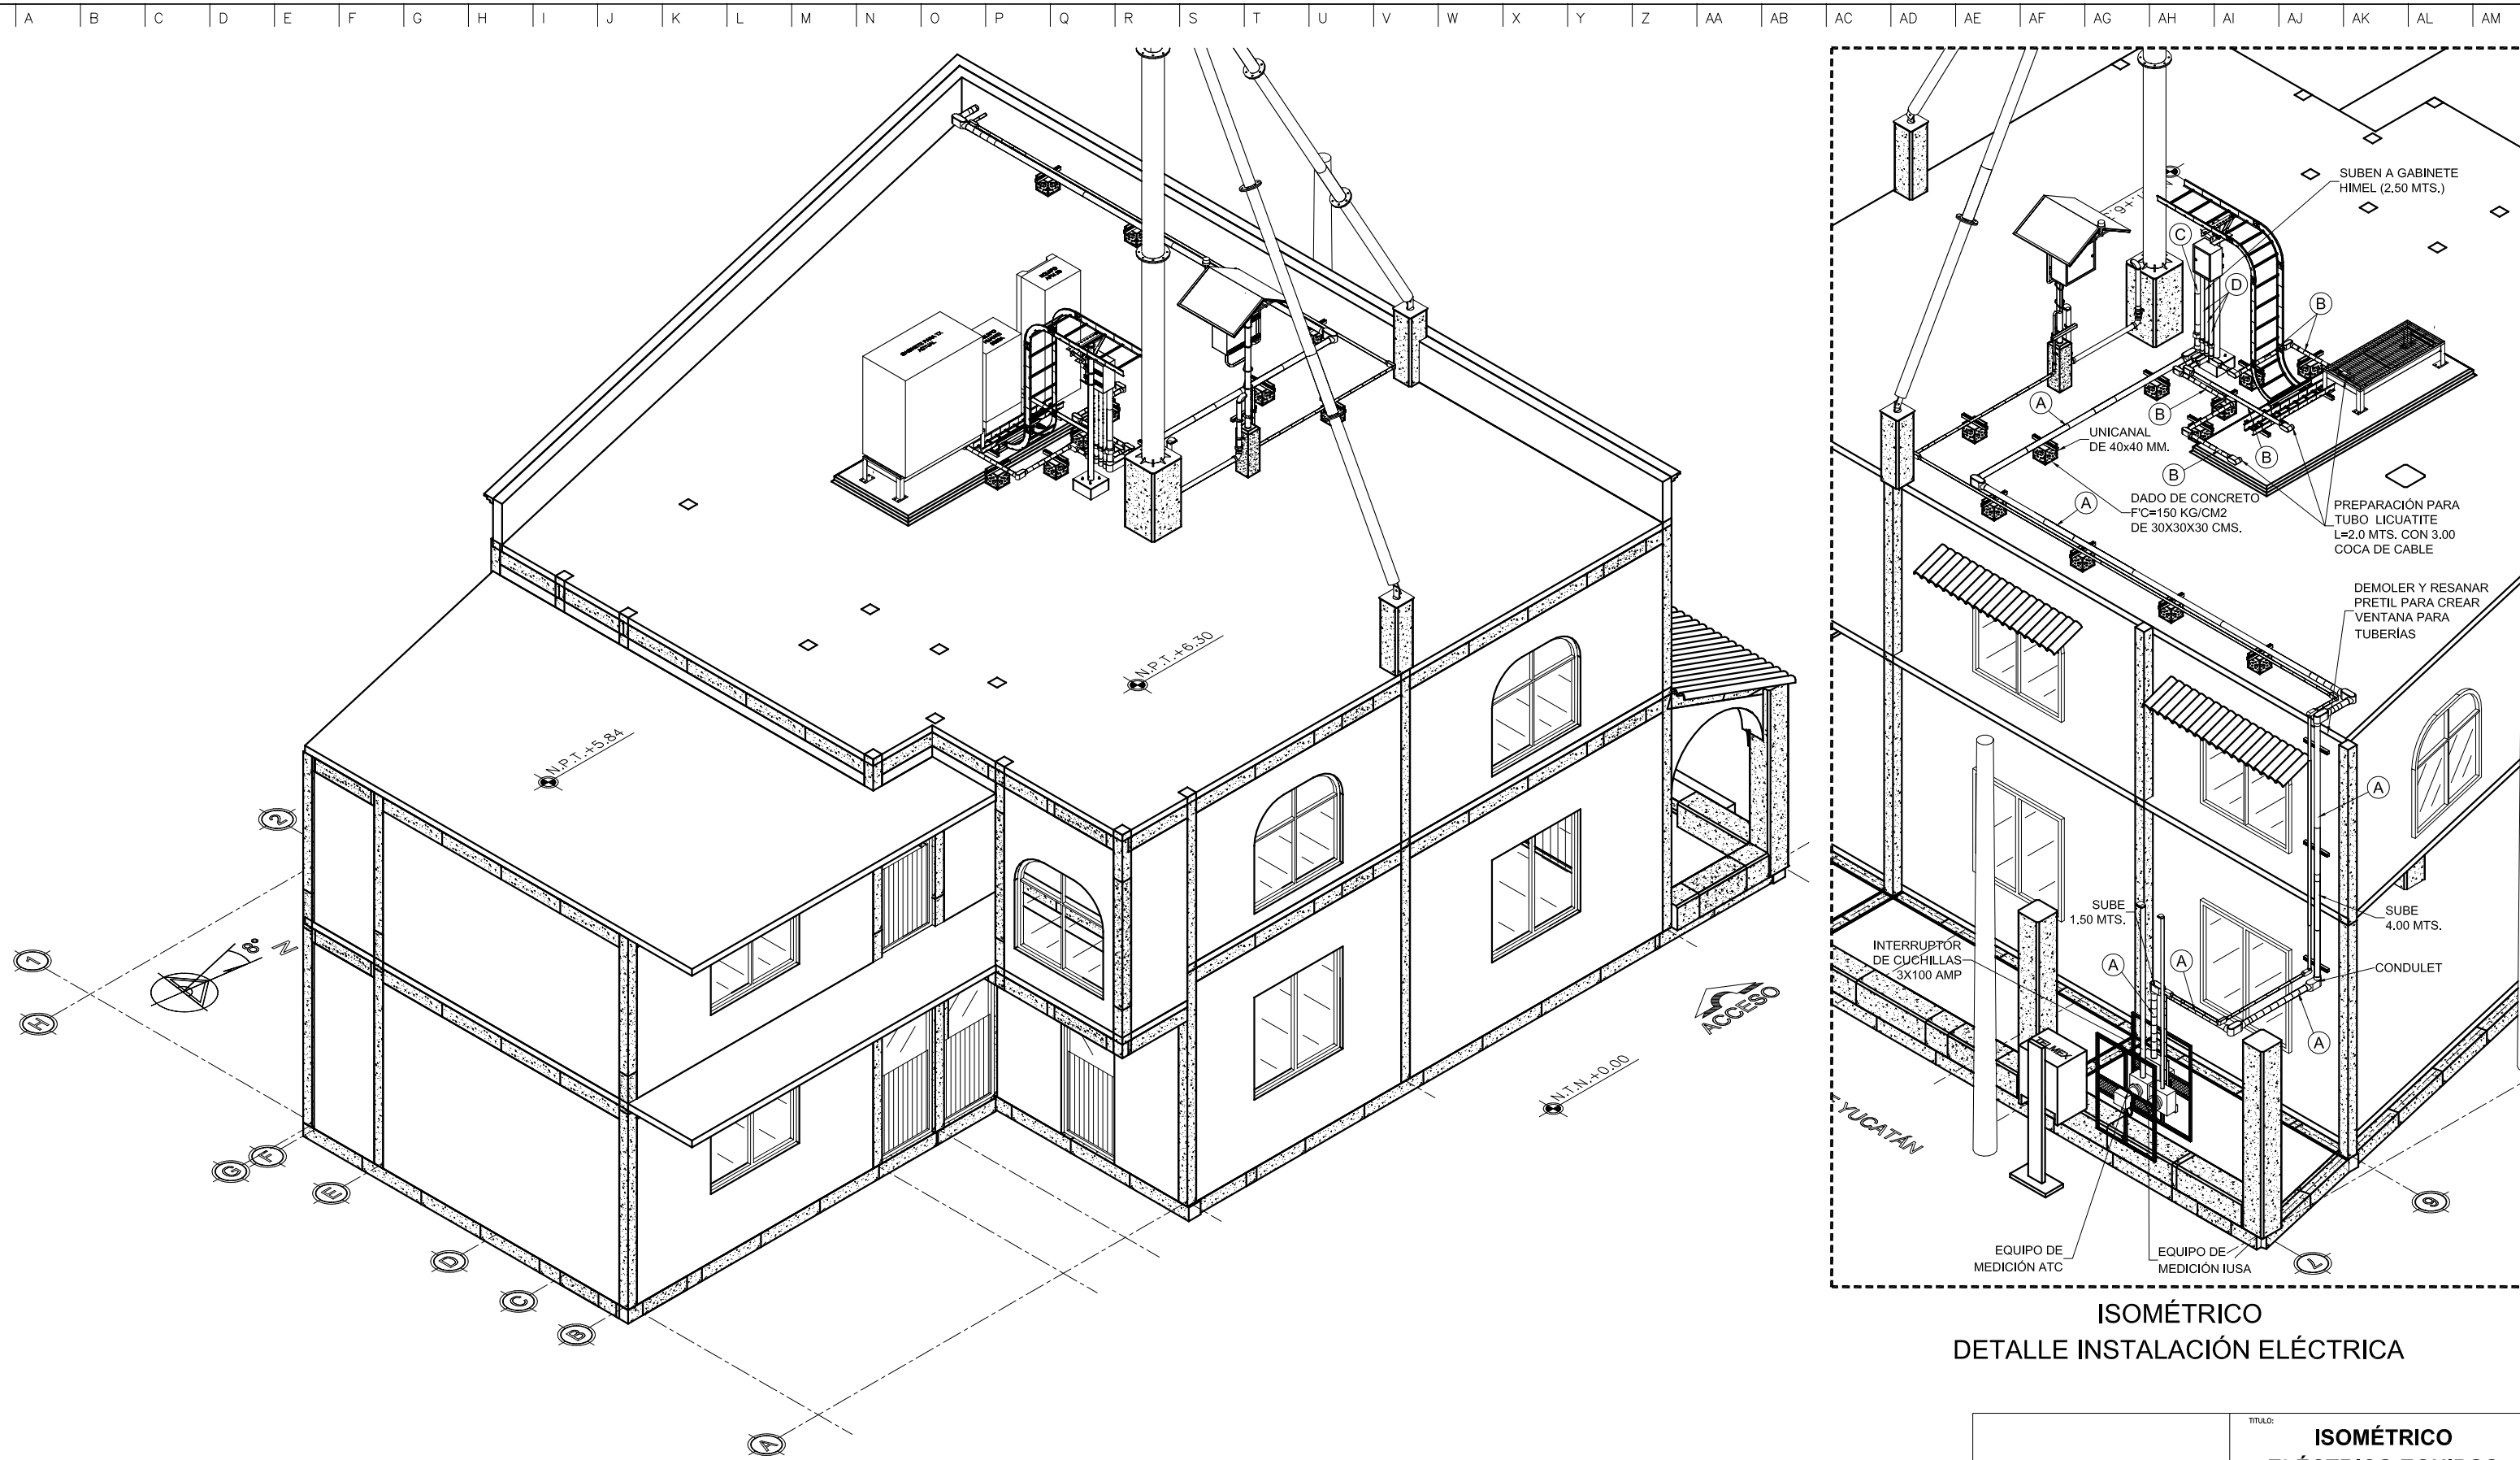 A B C D E F G H I J K L M N O P Q R S T U V W X Y Z AA AB AC AD AE AF AG AH AI AJ AK AL AM
N.P.T.+6.30
N.P.T.+5.84
N.T.N.+0.00
ACCESO
8°
N
2
1
H
G
F
E
D
C
B
A
SUBEN A GABINETE
HIMEL (2.50 MTS.)
C
D
B
A
B
B
B
UNICANAL
DE 40x40 MM.
A
DADO DE CONCRETO
F'C=150 KG/CM2
DE 30X30X30 CMS.
PREPARACIÓN PARA
TUBO LICUATITE
L=2.0 MTS. CON 3.00
COCA DE CABLE
DEMOLER Y RESANAR
PRETIL PARA CREAR
VENTANA PARA
TUBERÍAS
A
SUBE
1.50 MTS.
SUBE
4.00 MTS.
INTERRUPTOR
DE CUCHILLAS
3X100 AMP
A
A
CONDULET
A
TELMEX
YUCATÁN
6
7
EQUIPO DE
MEDICIÓN ATC
EQUIPO DE
MEDICIÓN IUSA
ISOMÉTRICO
DETALLE INSTALACIÓN ELÉCTRICA
TITULO:
ISOMÉTRICO